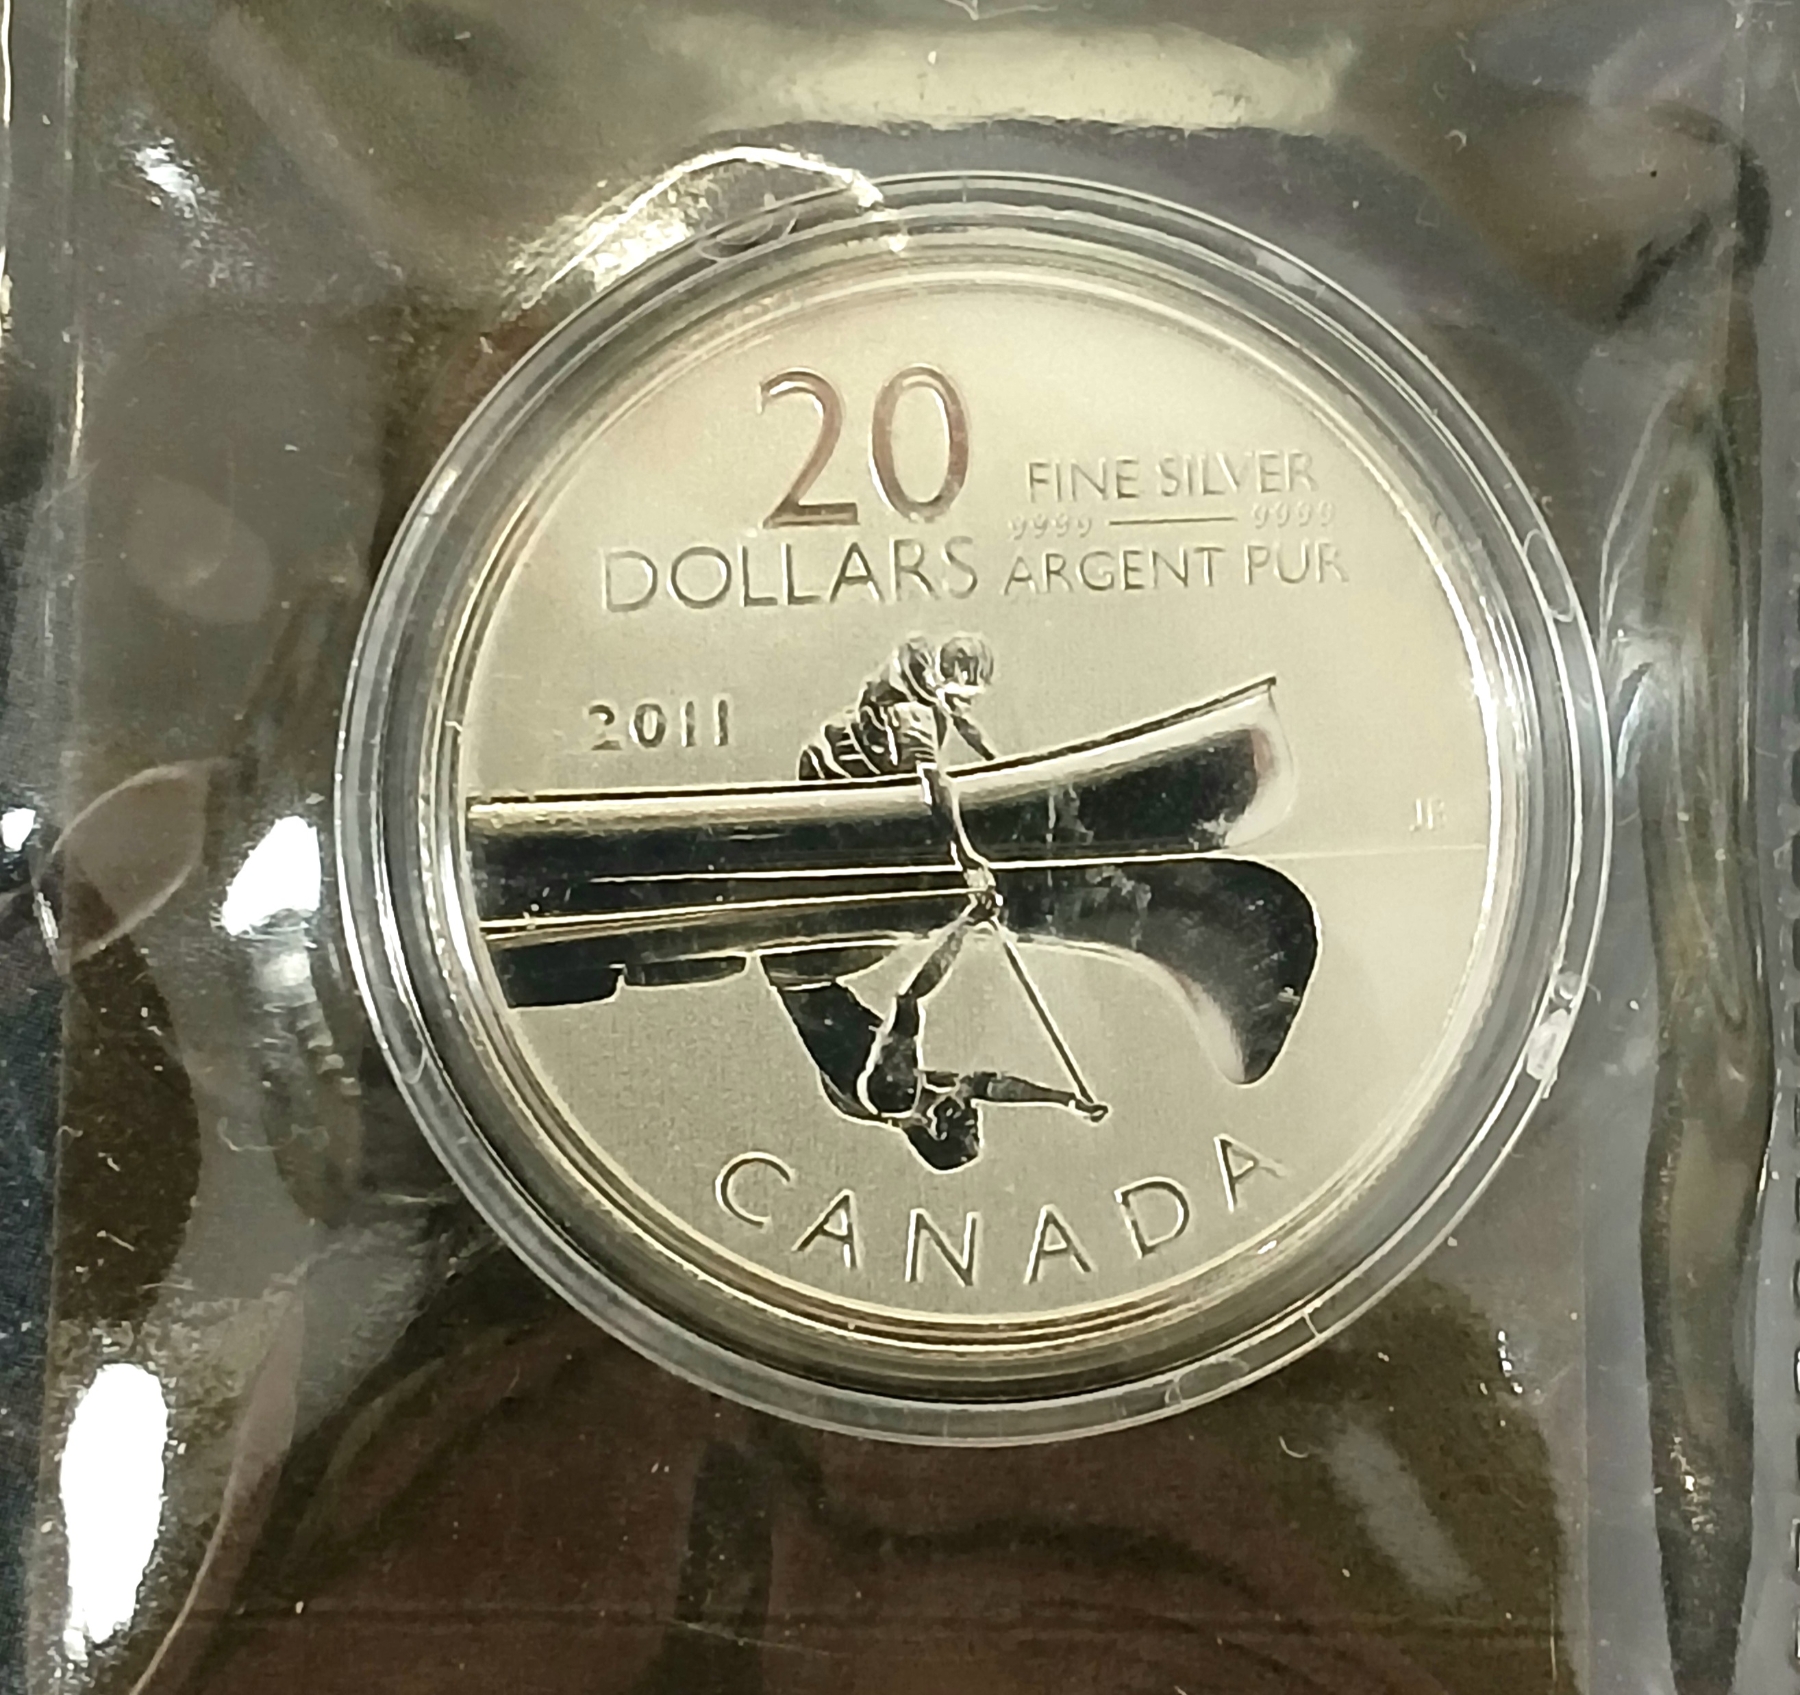 20
DOLLARS
FINE SILVER
9999 — 9999
ARGENT PUR
2011
JB
CANADA